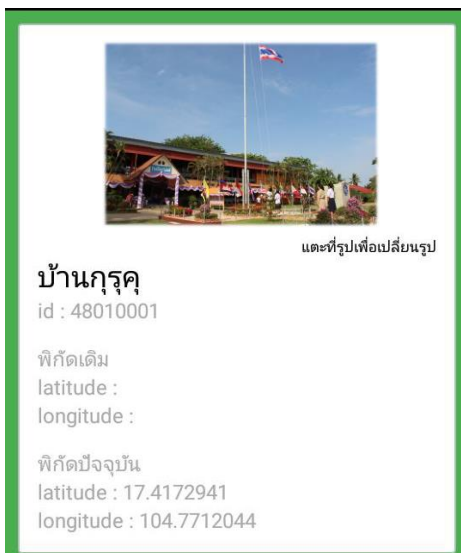 แตะที่รูปเพื่อเปลี่ยนรูป
บ้านกุรุคุ
id : 48010001
พิกัดเดิม
latitude :
longitude :
พิกัดปัจจุบัน
latitude : 17.4172941
longitude : 104.7712044